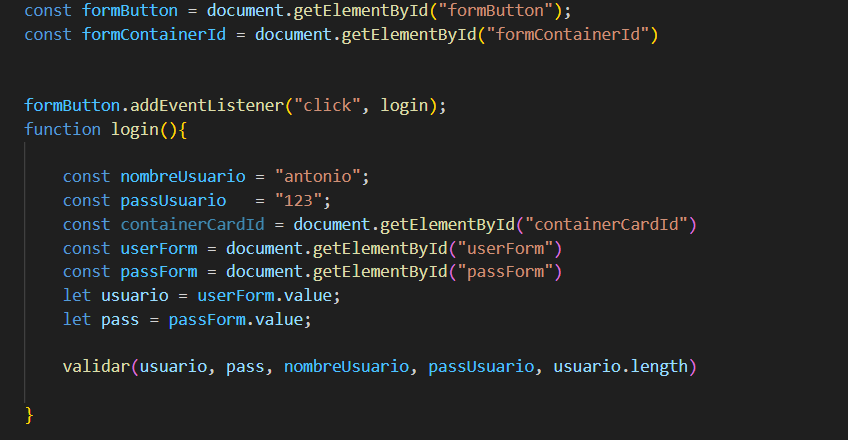 const formButton = document.getElementById("formButton");
const formContainerId = document.getElementById("formContainerId")
formButton.addEventListener("click", login);
function login(){
const nombreUsuario = "antonio";
const passUsuario   = "123";
const containerCardId = document.getElementById("containerCardId")
const userForm = document.getElementById("userForm")
const passForm = document.getElementById("passForm")
let usuario = userForm.value;
let pass = passForm.value;
validar(usuario, pass, nombreUsuario, passUsuario, usuario.length)
}